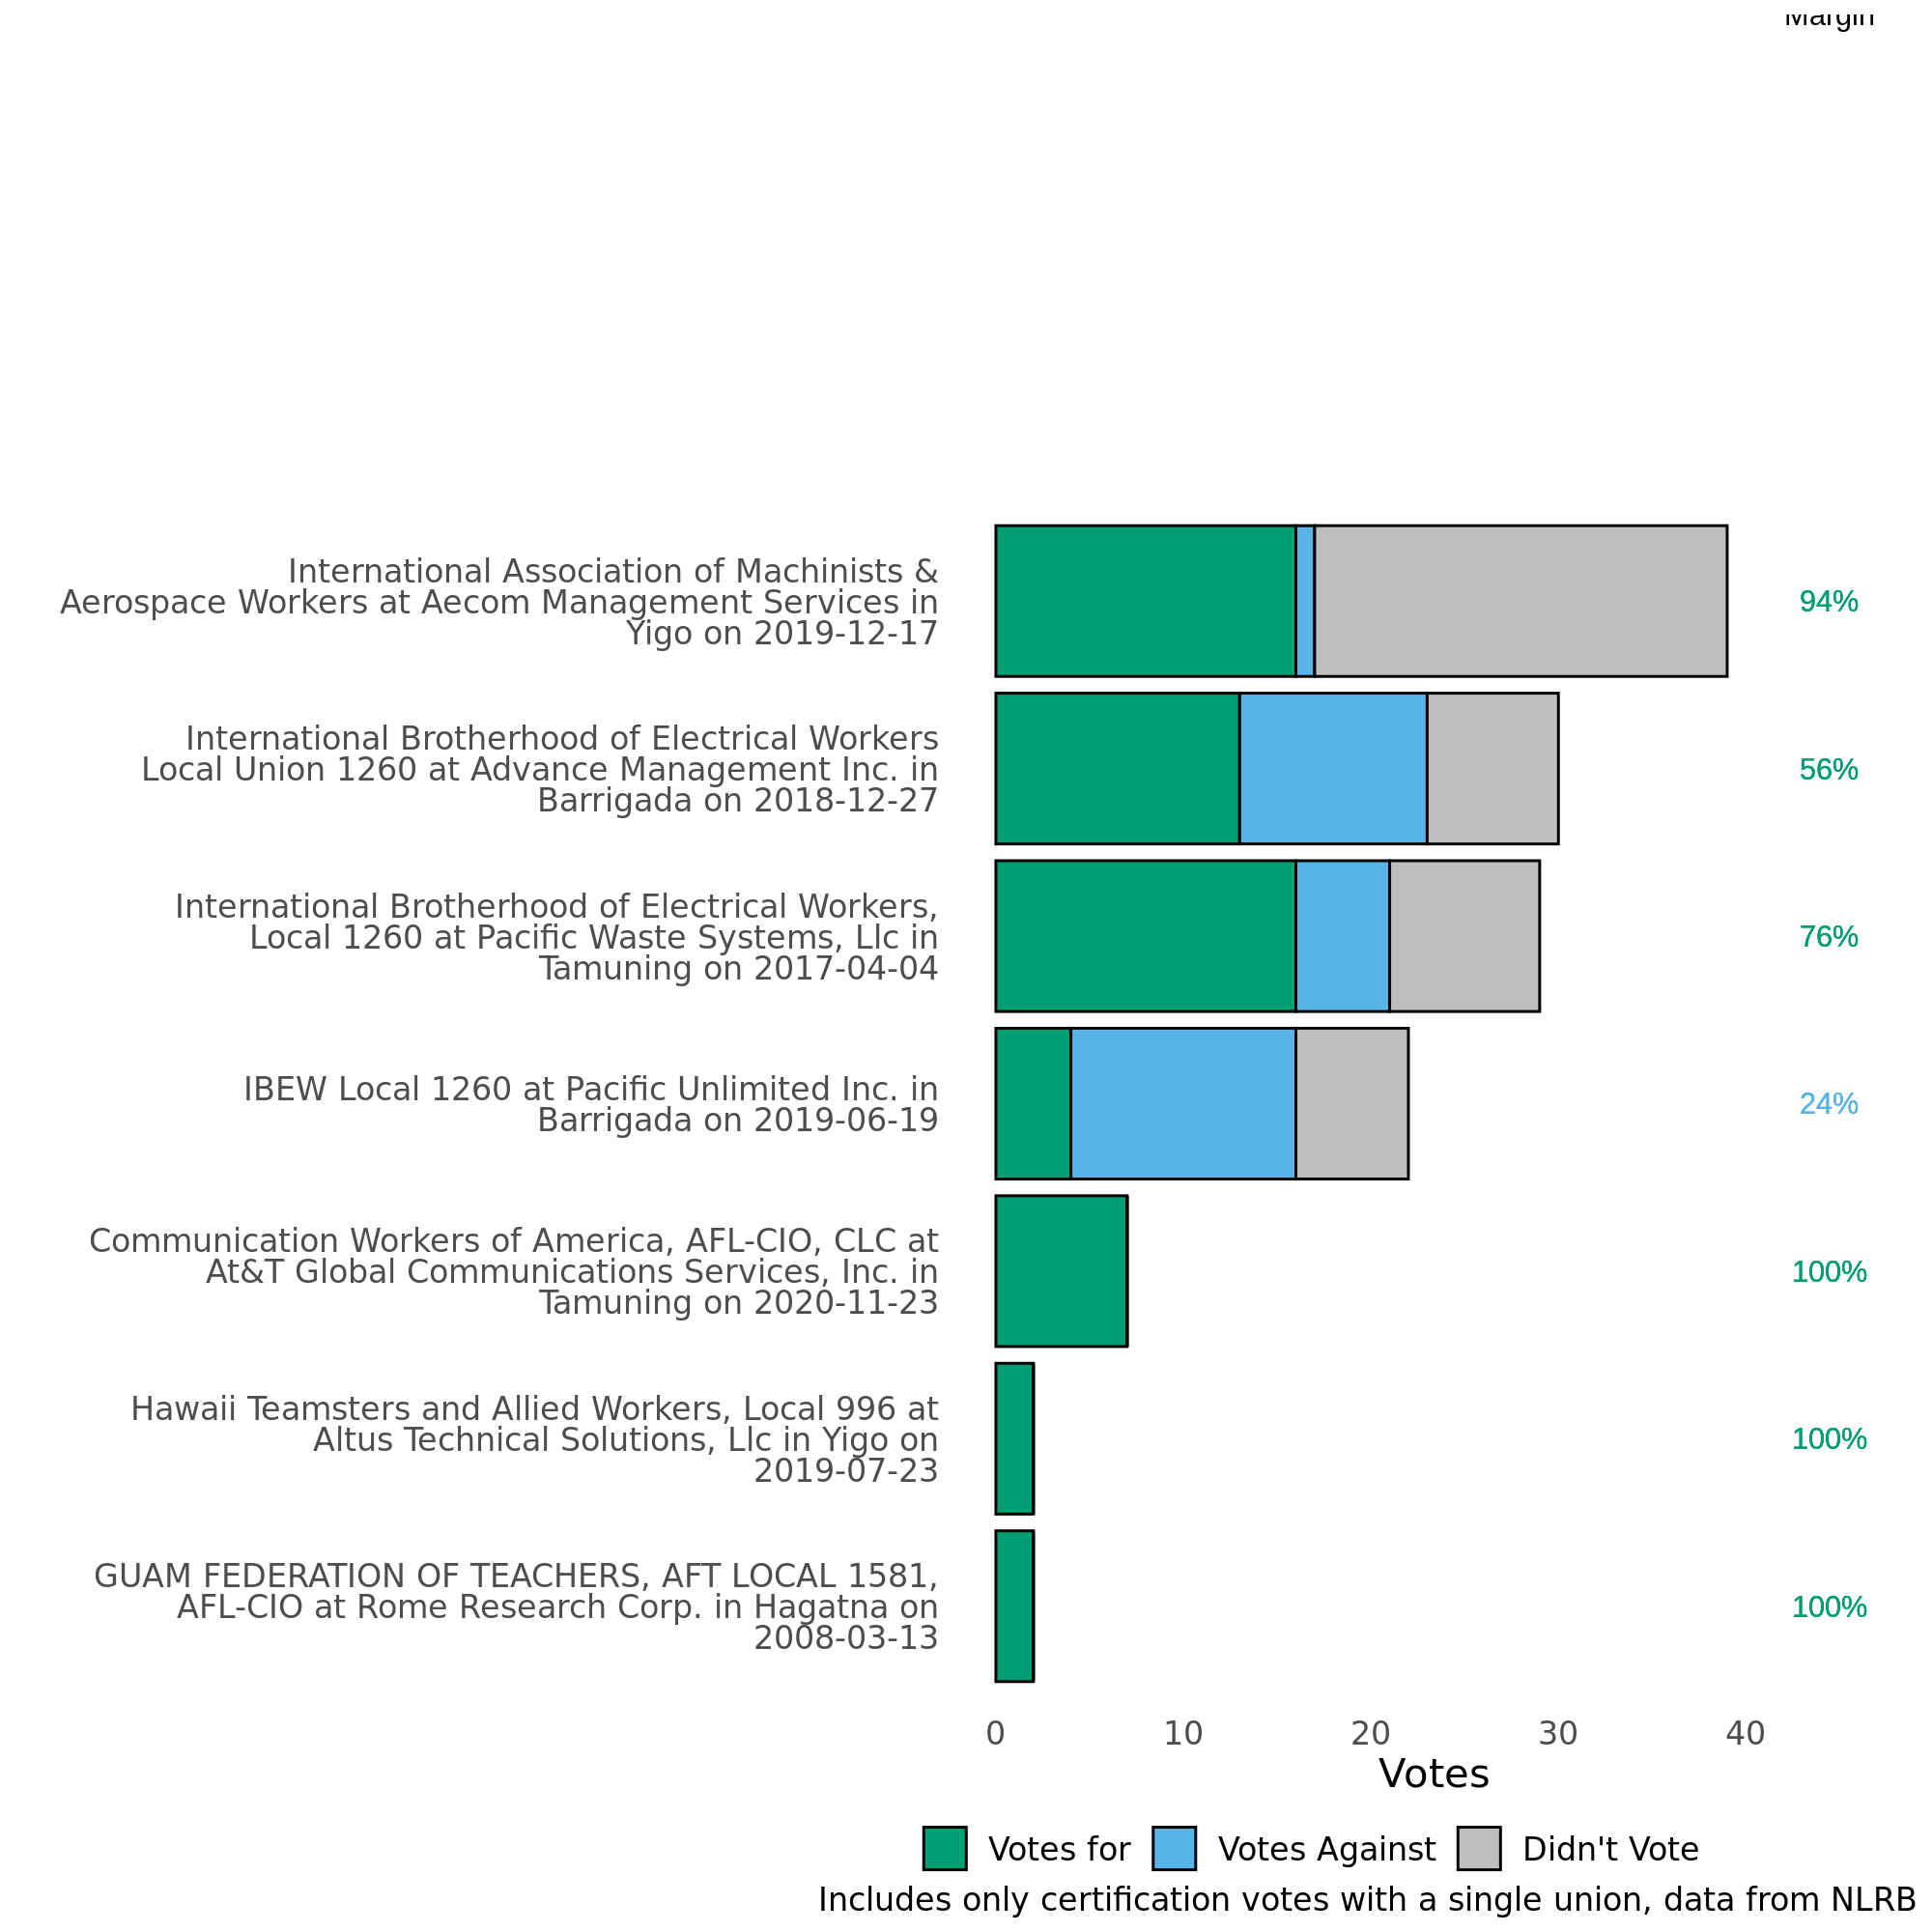 Margin
International Association of Machinists &
Aerospace Workers at Aecom Management Services in
Yigo on 2019-12-17
94%
International Brotherhood of Electrical Workers
Local Union 1260 at Advance Management Inc. in
Barrigada on 2018-12-27
56%
International Brotherhood of Electrical Workers,
Local 1260 at Pacific Waste Systems, Llc in
Tamuning on 2017-04-04
76%
IBEW Local 1260 at Pacific Unlimited Inc. in
Barrigada on 2019-06-19
24%
Communication Workers of America, AFL-CIO, CLC at
At&T Global Communications Services, Inc. in
Tamuning on 2020-11-23
100%
Hawaii Teamsters and Allied Workers, Local 996 at
Altus Technical Solutions, Llc in Yigo on
2019-07-23
100%
GUAM FEDERATION OF TEACHERS, AFT LOCAL 1581,
AFL-CIO at Rome Research Corp. in Hagatna on
2008-03-13
100%
0 10 20 30 40
Votes
Votes for Votes Against Didn't Vote
Includes only certification votes with a single union, data from NLRB